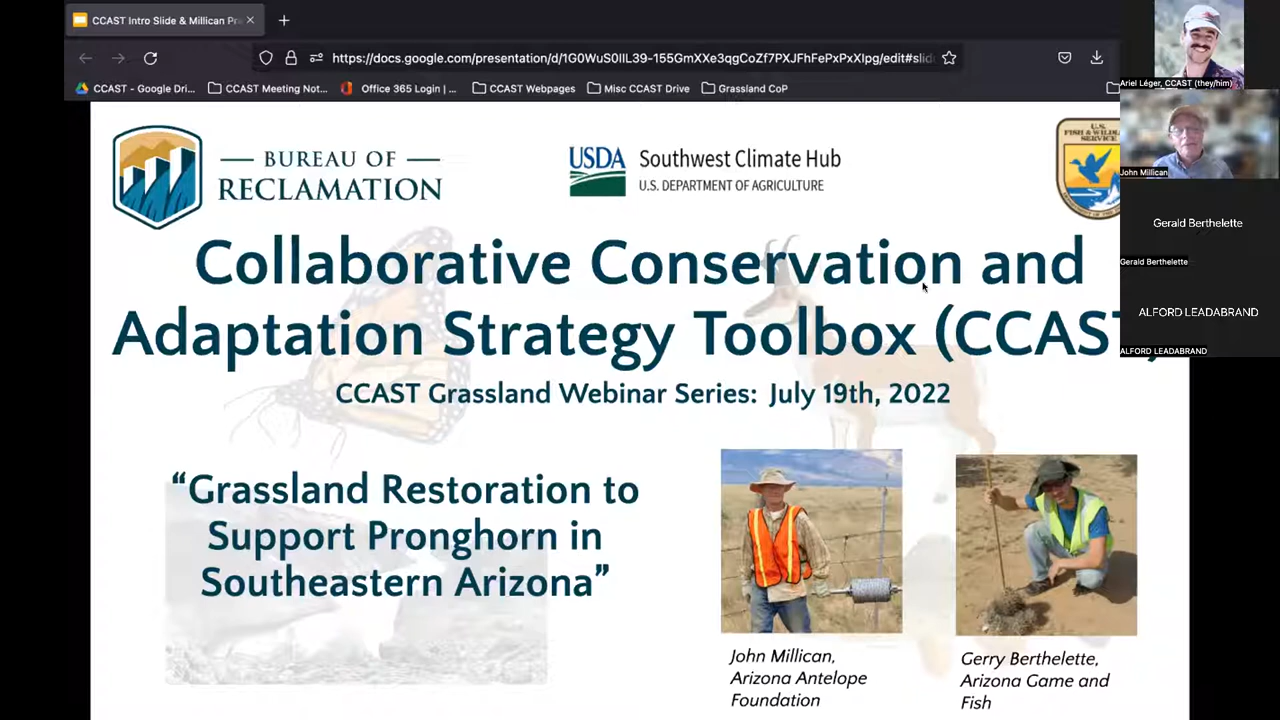 CCAST Intro Slide & Millican Pr
https://docs.google.com/presentation/d/1G0WuS0IIL39-155GmXXe3qgCoZf7PXJFhFePxPxXIpg/edit#slid
CCAST - Google Dri...
CCAST Meeting Not...
Office 365 Login | ...
CCAST Webpages
Misc CCAST Drive
Grassland CoP
Ariel Léger, CCAST (they/him)
John Millican
Gerald Berthelette
Gerald Berthelette
ALFORD LEADABRAND
ALFORD LEADABRAND
BUREAU OF
RECLAMATION
USDA
Southwest Climate Hub
U.S. DEPARTMENT OF AGRICULTURE
U.S.
FISH & WILDLIFE
SERVICE
Collaborative Conservation and
Adaptation Strategy Toolbox (CCAST
CCAST Grassland Webinar Series: July 19th, 2022
“Grassland Restoration to
Support Pronghorn in
Southeastern Arizona”
John Millican,
Arizona Antelope
Foundation
Gerry Berthelette,
Arizona Game and
Fish